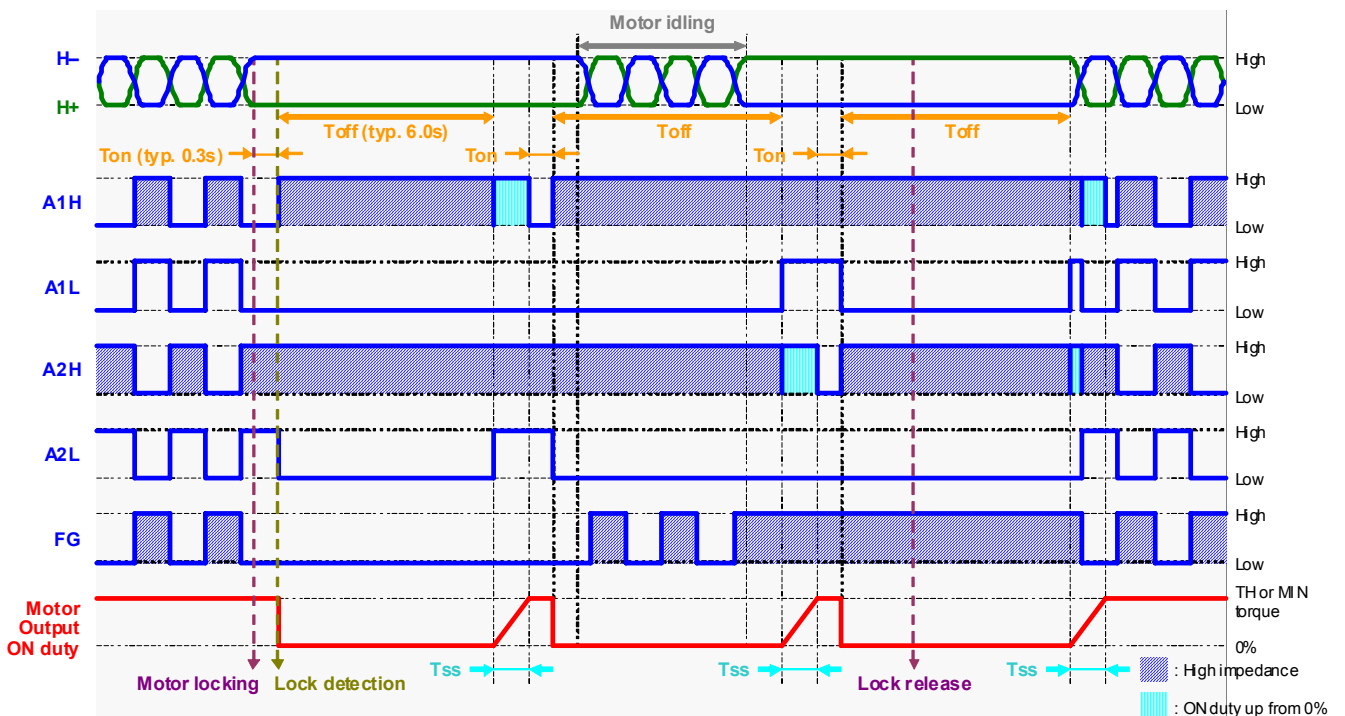 Motor idling
H–
High
H+
Low
Toff (typ. 6.0s)
Toff
Toff
Ton (typ. 0.3s)
Ton
Ton
High
A1H
Low
High
A1L
Low
High
A2H
Low
High
A2L
Low
High
FG
Low
TH or MIN
torque
Motor
Output
ON duty
0%
Tss
Tss
Tss
Motor locking
Lock detection
Lock release
: High impedance
: ON duty up from 0%